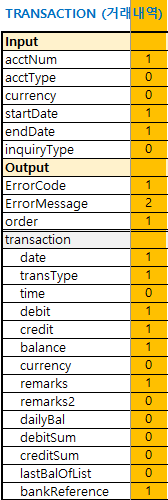 TRANSACTION (거래내역)
Input
acctNum 1
acctType 0
currency 0
startDate 1
endDate 1
inquiryType 0
Output
ErrorCode 1
ErrorMessage 2
order 1
transaction
date 1
transType 1
time 0
debit 1
credit 1
balance 1
currency 0
remarks 1
remarks2 0
dailyBal 0
debitSum 0
creditSum 0
lastBalOfList 0
bankReference 1